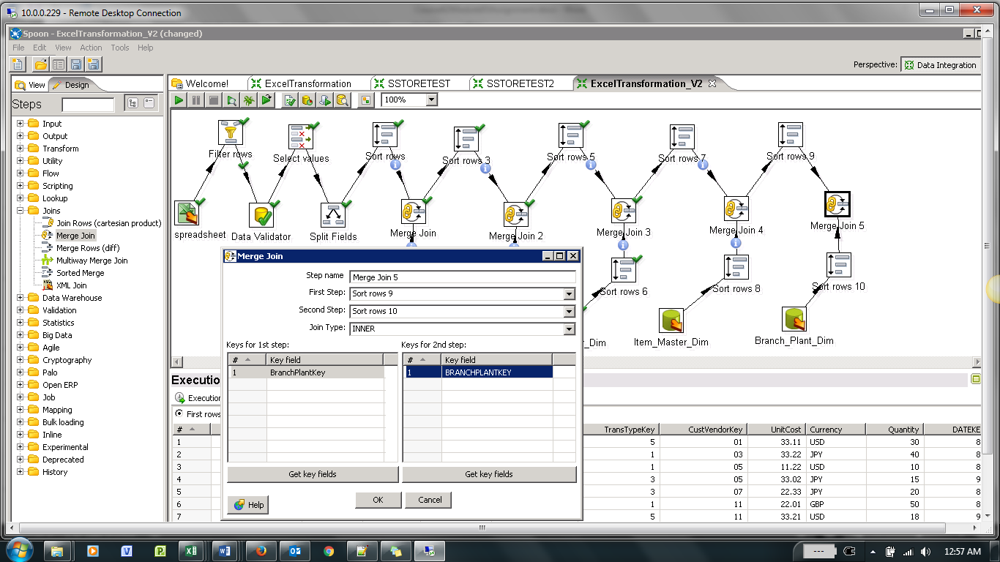 10.0.0.229 - Remote Desktop Connection
Spoon - ExcelTransformation_V2 (changed)
File Edit View Action Tools Help
Perspective: Data Integration
View Design
Welcome! ExcelTransformation SSTORETEST SSTORETEST2 ExcelTransformation_V2
Steps
100%
Input
Output
Transform
Utility
Flow
Scripting
Lookup
Joins
Join Rows (cartesian product)
Merge Join
Merge Rows (diff)
Multiway Merge Join
Sorted Merge
XML Join
Data Warehouse
Validation
Statistics
Big Data
Agile
Cryptography
Palo
Open ERP
Job
Mapping
Bulk loading
Inline
Experimental
Deprecated
History
Filter rows Select values Sort rows Sort rows 3 Sort rows 5 Sort rows 7 Sort rows 9
spreadsheet Data Validator Split Fields Merge Join Merge Join 2 Merge Join 3 Merge Join 4 Merge Join 5
Sort rows 6 Sort rows 8 Sort rows 10
_Dim Item_Master_Dim Branch_Plant_Dim
Merge Join
Step name Merge Join 5
First Step: Sort rows 9
Second Step: Sort rows 10
Join Type: INNER
Keys for 1st step: Keys for 2nd step:
# Key field # Key field
1 BranchPlantKey 1 BRANCHPLANTKEY
Get key fields Get key fields
Help OK Cancel
Executio
Execution
First rows
# TransTypeKey CustVendorKey UnitCost Currency Quantity DATEKE
1 5 01 33.11 USD 30 8
2 1 03 33.22 JPY 40 8
3 1 05 11.22 USD 10 8
4 3 05 33.02 JPY 15 9
5 3 07 22.33 JPY 20 8
6 1 11 22.01 GBP 50 8
7 5 11 33.21 USD 18 9
12:57 AM